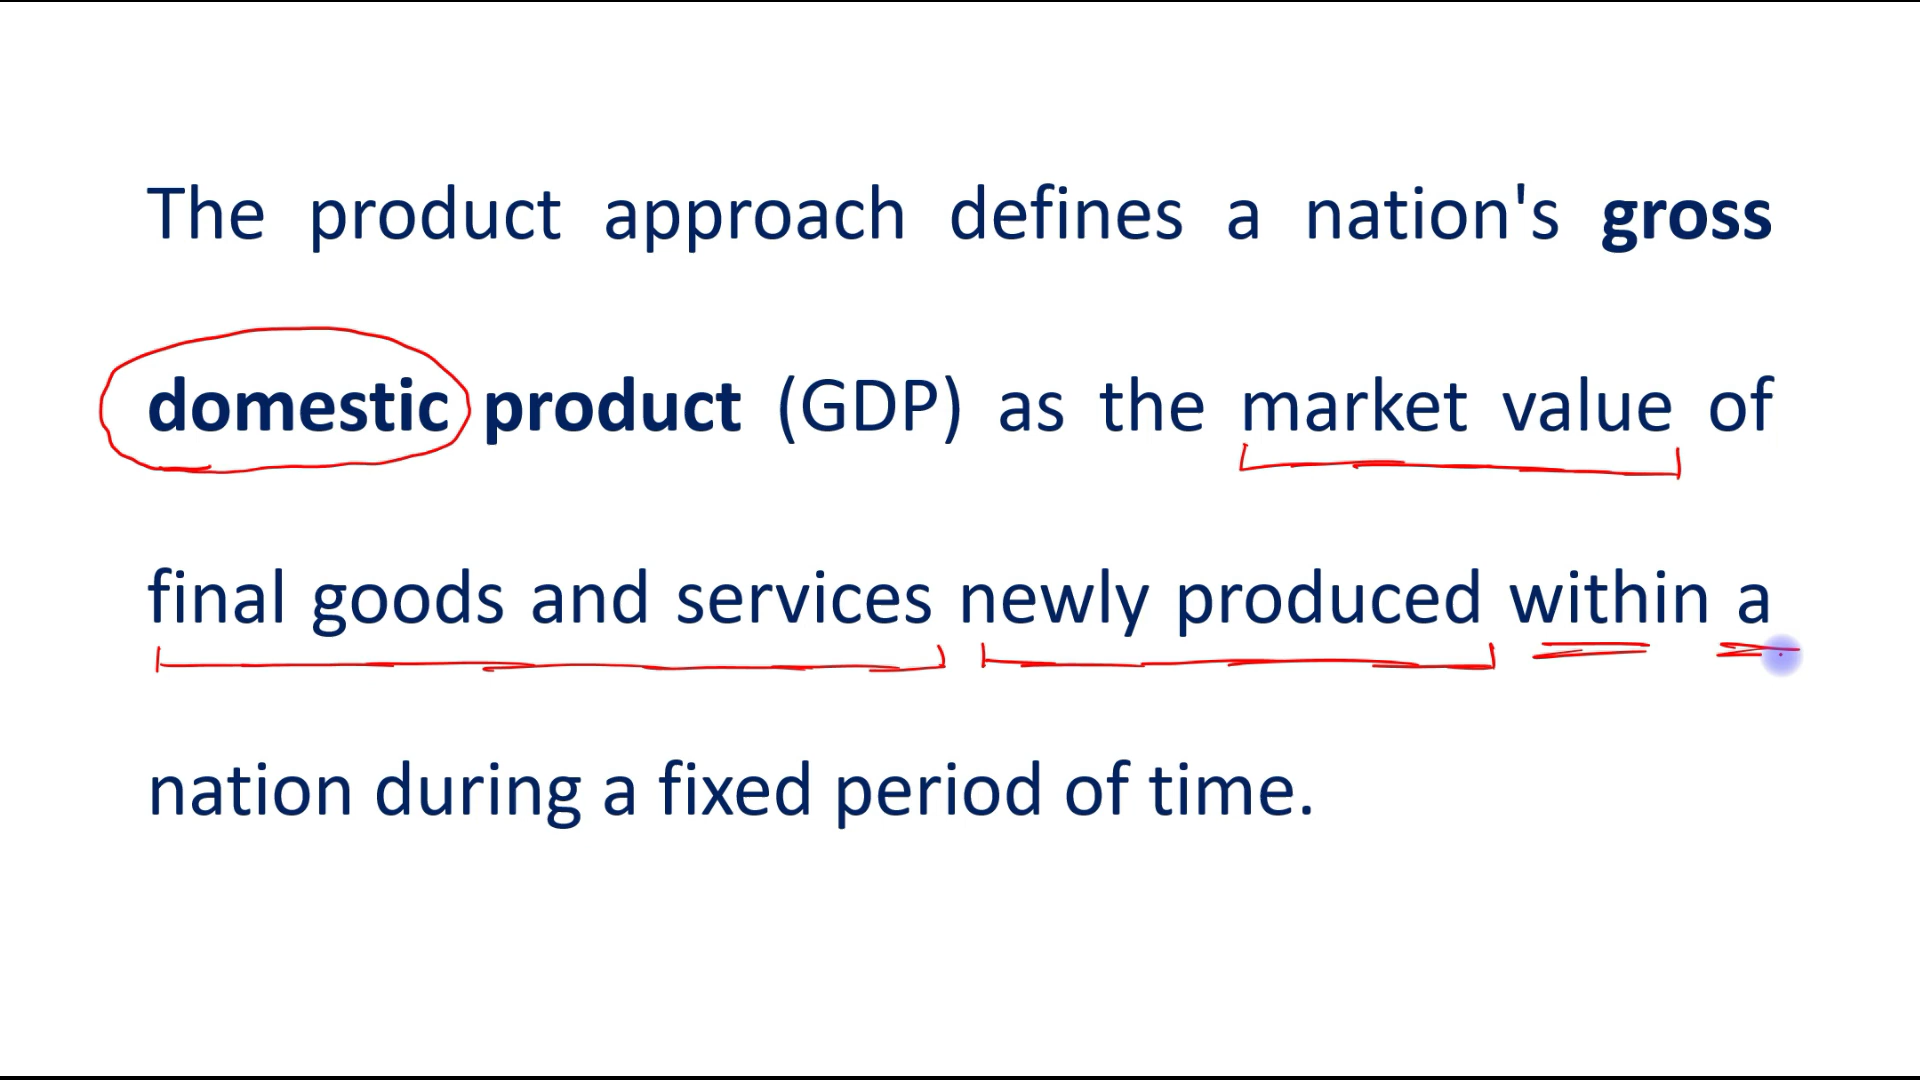 The product approach defines a nation's gross
domestic product (GDP) as the market value of
final goods and services newly produced within a
nation during a fixed period of time.